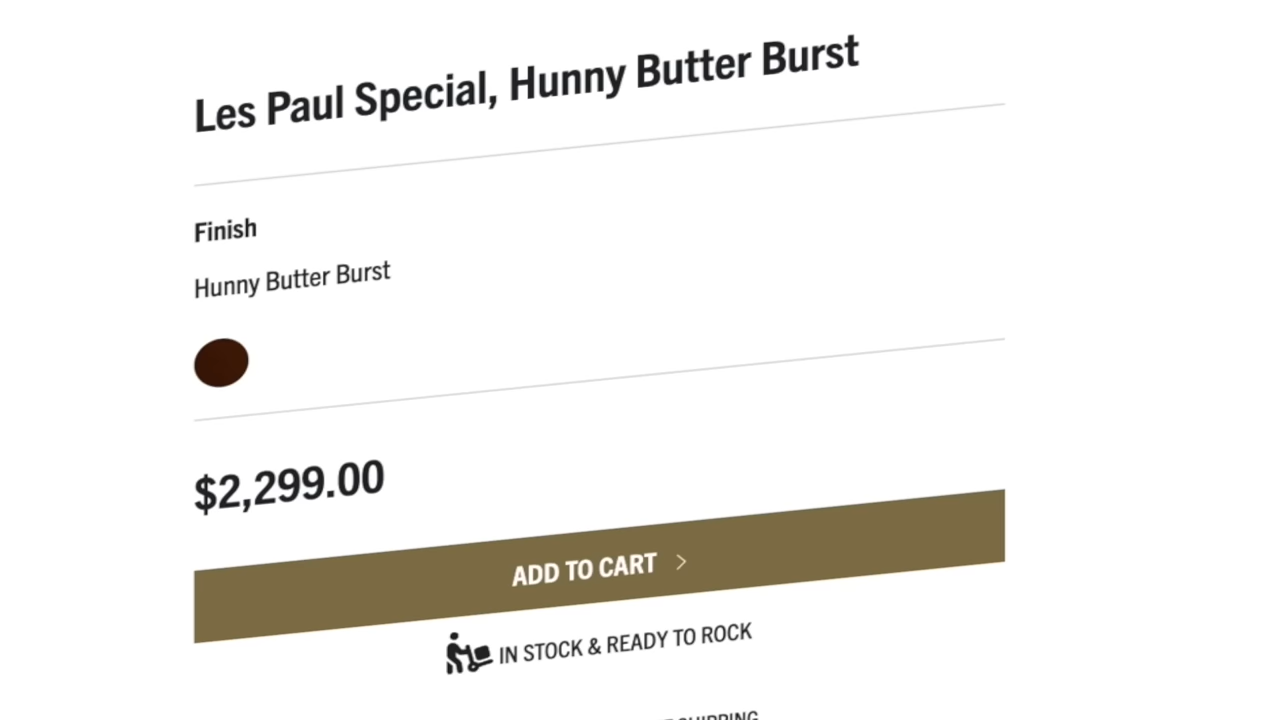 Les Paul Special, Hunny Butter Burst
Finish
Hunny Butter Burst
$2,299.00
ADD TO CART
IN STOCK & READY TO ROCK
SHIPPING